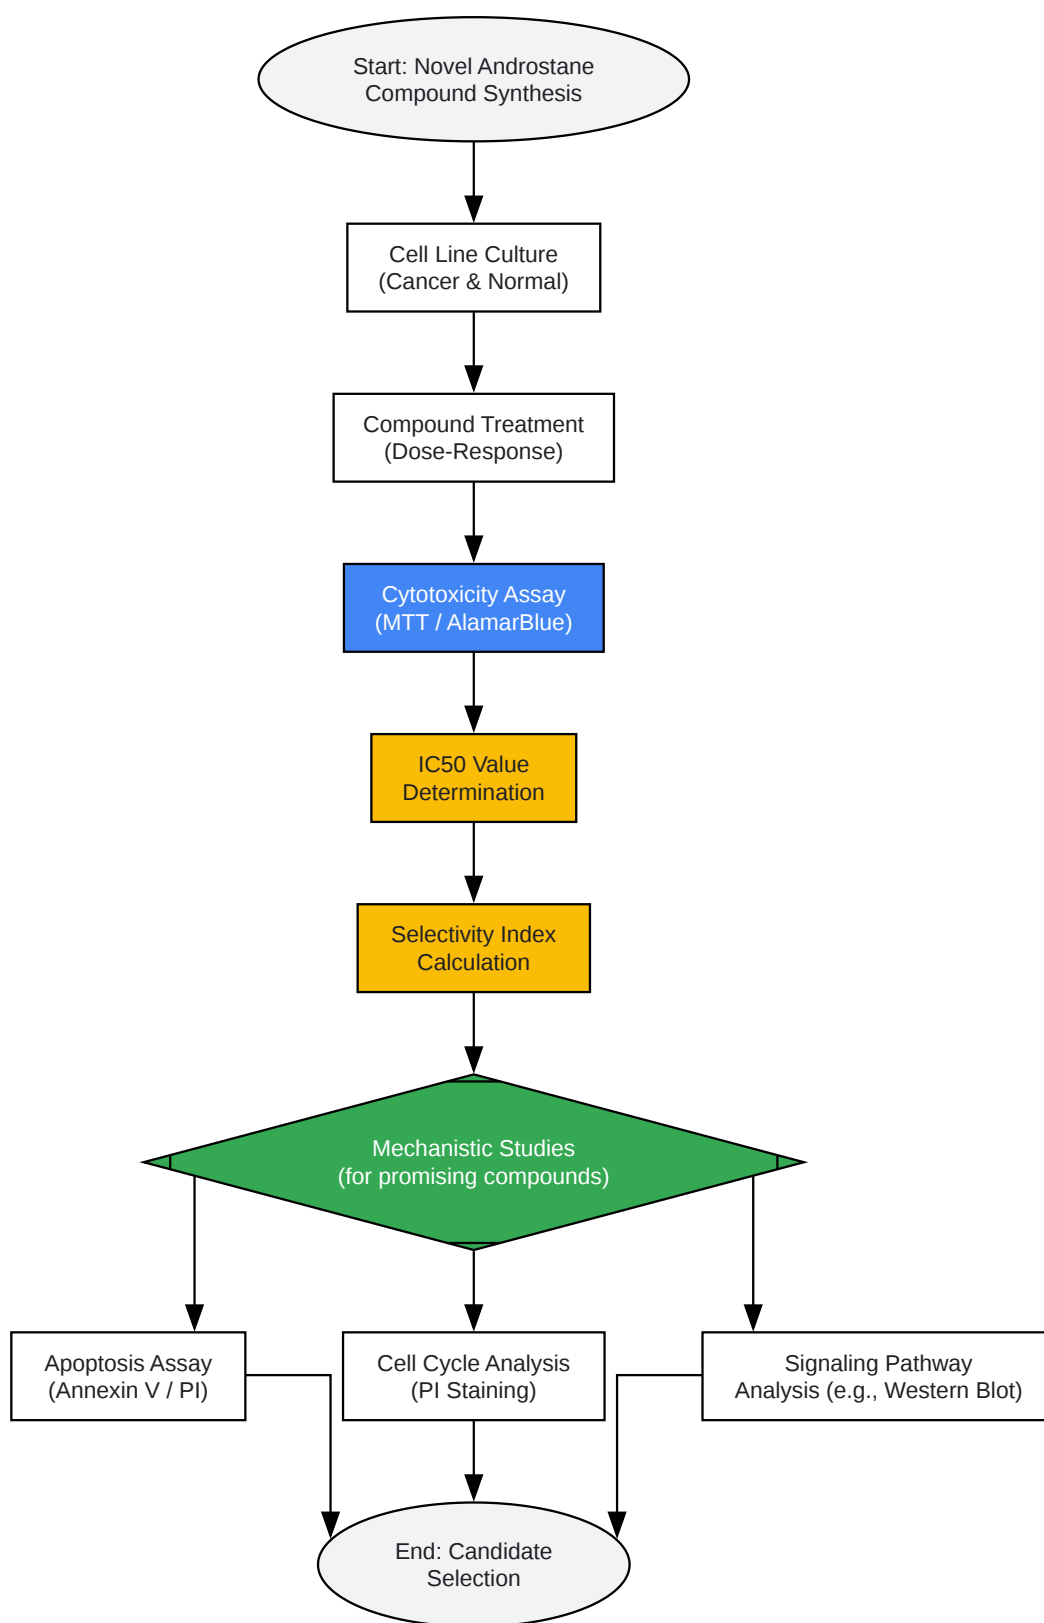 Start: Novel Androstane
Compound Synthesis
Cell Line Culture
(Cancer & Normal)
Compound Treatment
(Dose-Response)
Cytotoxicity Assay
(MTT / AlamarBlue)
IC50 Value
Determination
Selectivity Index
Calculation
Mechanistic Studies
(for promising compounds)
Apoptosis Assay
(Annexin V / PI)
Cell Cycle Analysis
(PI Staining)
Signaling Pathway
Analysis (e.g., Western Blot)
End: Candidate
Selection